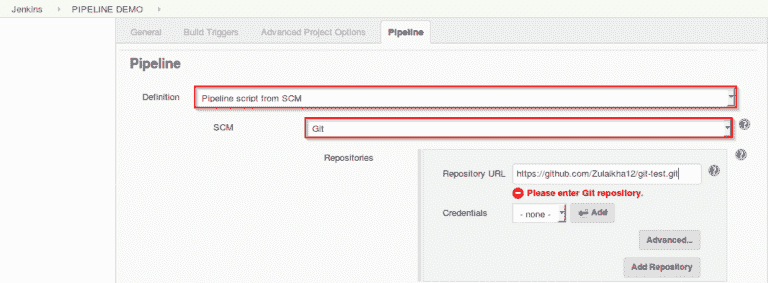 Jenkins PIPELINE DEMO
General Build Triggers Advanced Project Options Pipeline
Pipeline
Definition Pipeline script from SCM
SCM Git
Repositories
Repository URL https://github.com/Zulaikha12/git-test.git
Please enter Git repository.
Credentials - none - Add
Advanced...
Add Repository